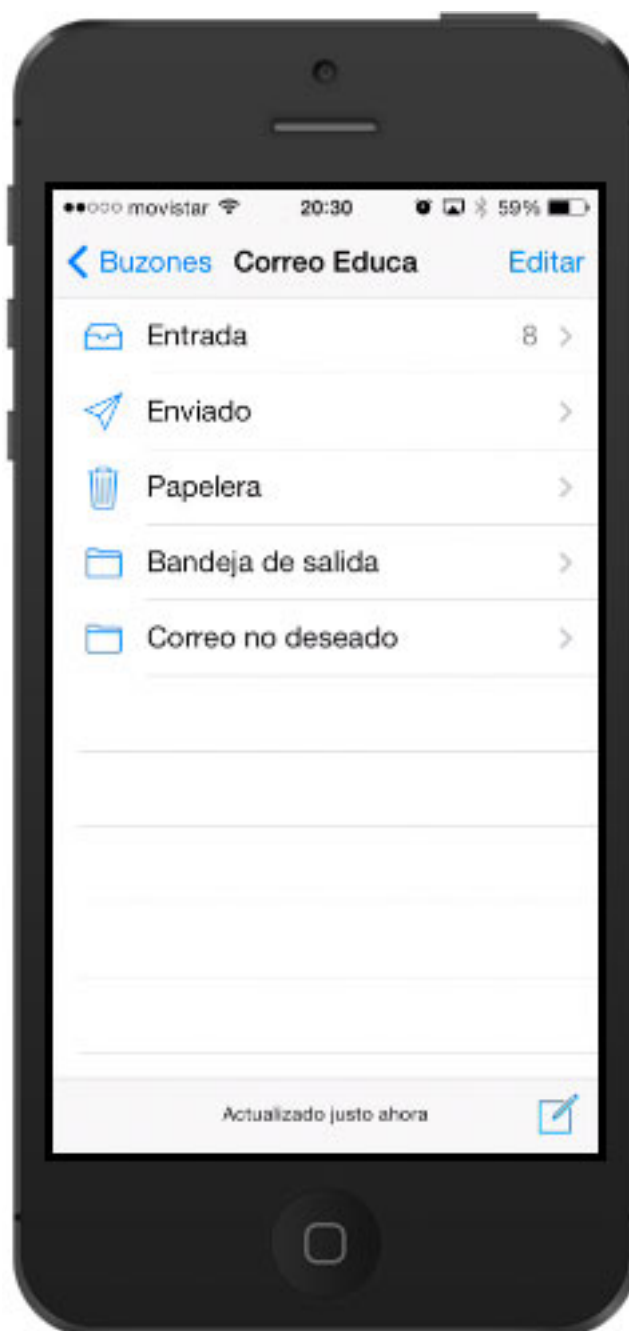 movistar 20:30 59%
Buzones Correo Educa Editar
Entrada 8
Enviado
Papelera
Bandeja de salida
Correo no deseado
Actualizado justo ahora